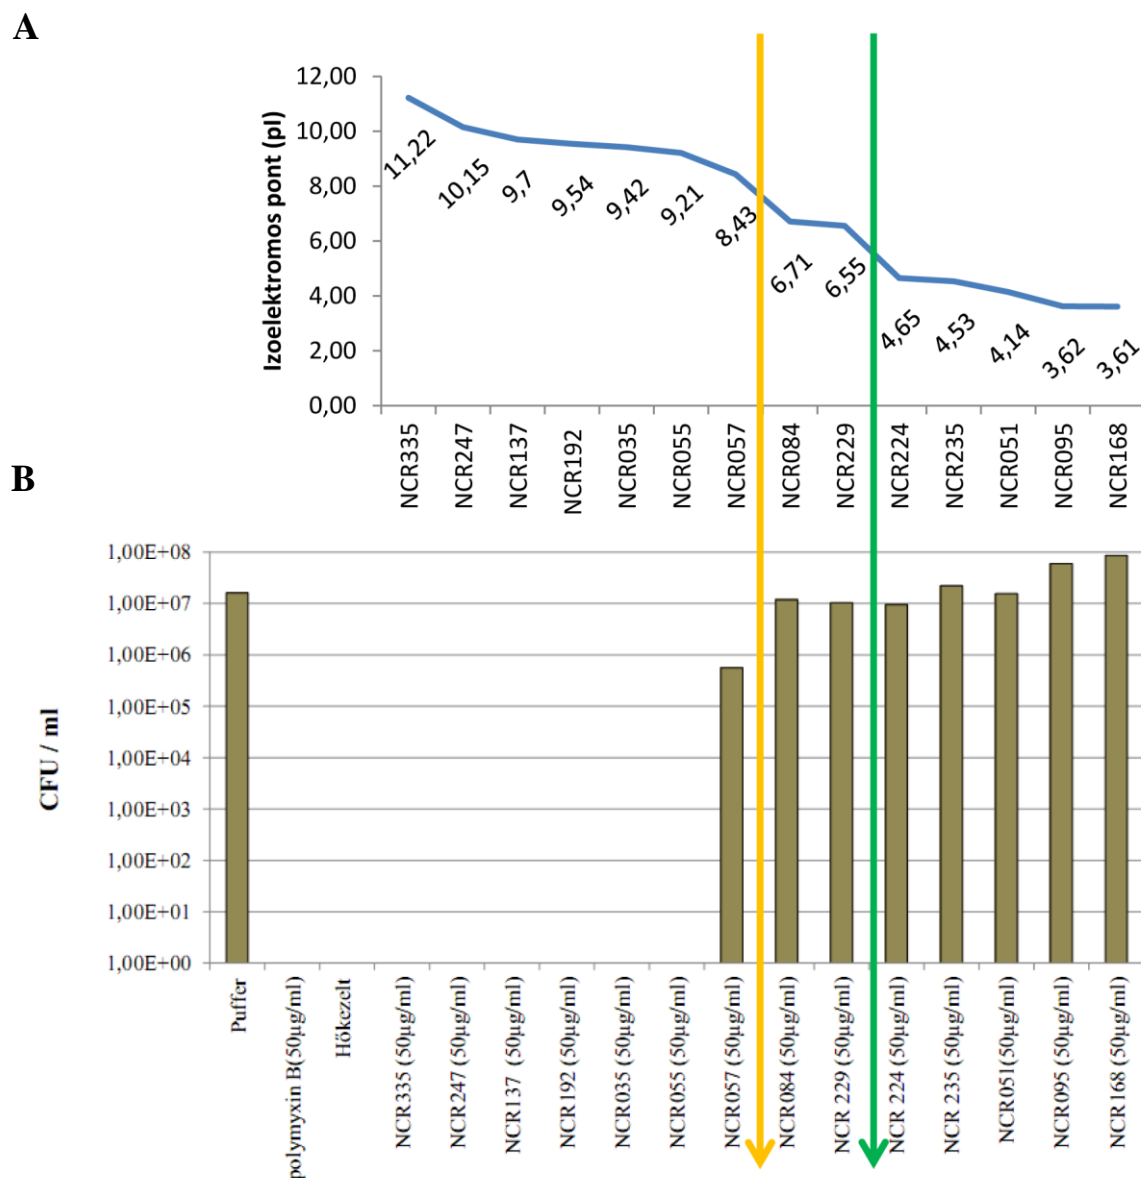 A
Izoelektromos pont (pI)
12,00
10,00
8,00
6,00
4,00
2,00
0,00
11,22
10,15
9,7
9,54
9,42
9,21
8,43
6,71
6,55
4,65
4,53
4,14
3,62
3,61
NCR335
NCR247
NCR137
NCR192
NCR035
NCR055
NCR057
NCR084
NCR229
NCR224
NCR235
NCR051
NCR095
NCR168
B
CFU / ml
1,00E+08
1,00E+07
1,00E+06
1,00E+05
1,00E+04
1,00E+03
1,00E+02
1,00E+01
1,00E+00
Puffer
polymyxin B(50µg/ml)
Hőkezelt
NCR335 (50µg/ml)
NCR247 (50µg/ml)
NCR137 (50µg/ml)
NCR192 (50µg/ml)
NCR035 (50µg/ml)
NCR055 (50µg/ml)
NCR057 (50µg/ml)
NCR084 (50µg/ml)
NCR 229 (50µg/ml)
NCR 224 (50µg/ml)
NCR 235 (50µg/ml)
NCR051(50µg/ml)
NCR095 (50µg/ml)
NCR168 (50µg/ml)